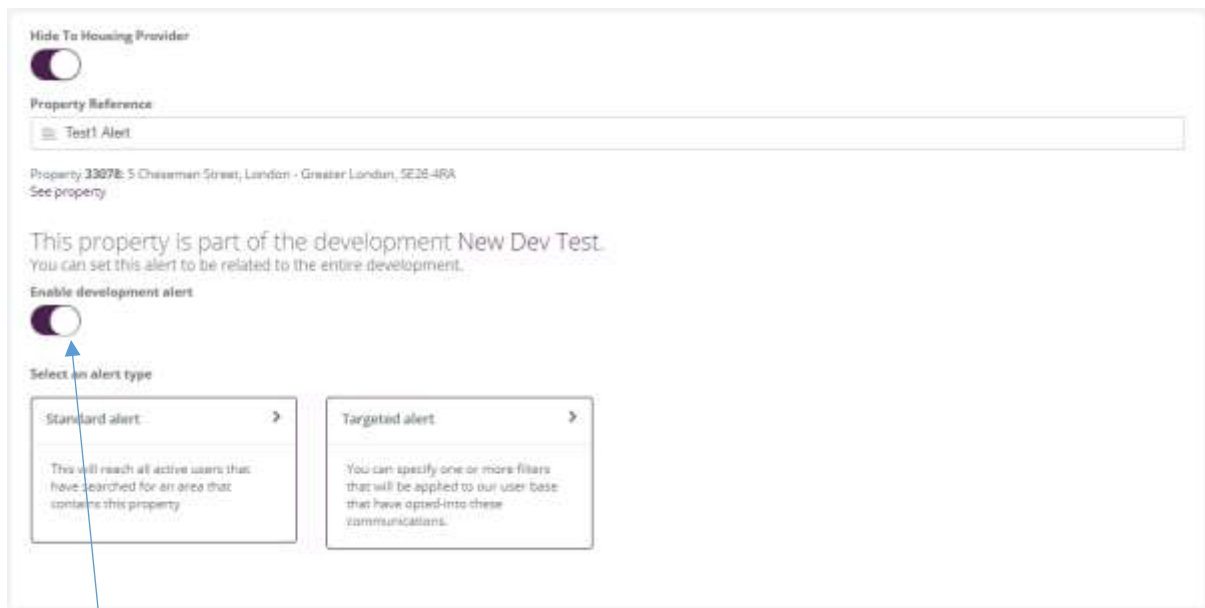 Hide To Housing Provider
Property Reference
Test1 Alert
Property 33078: 5 Cheseman Street, London - Greater London, SE26 4RA
See property
This property is part of the development New Dev Test.
You can set this alert to be related to the entire development.
Enable development alert
Select an alert type
Standard alert
This will reach all active users that
have searched for an area that
contains this property
Targeted alert
You can specify one or more filters
that will be applied to our user base
that have opted-into these
communications.